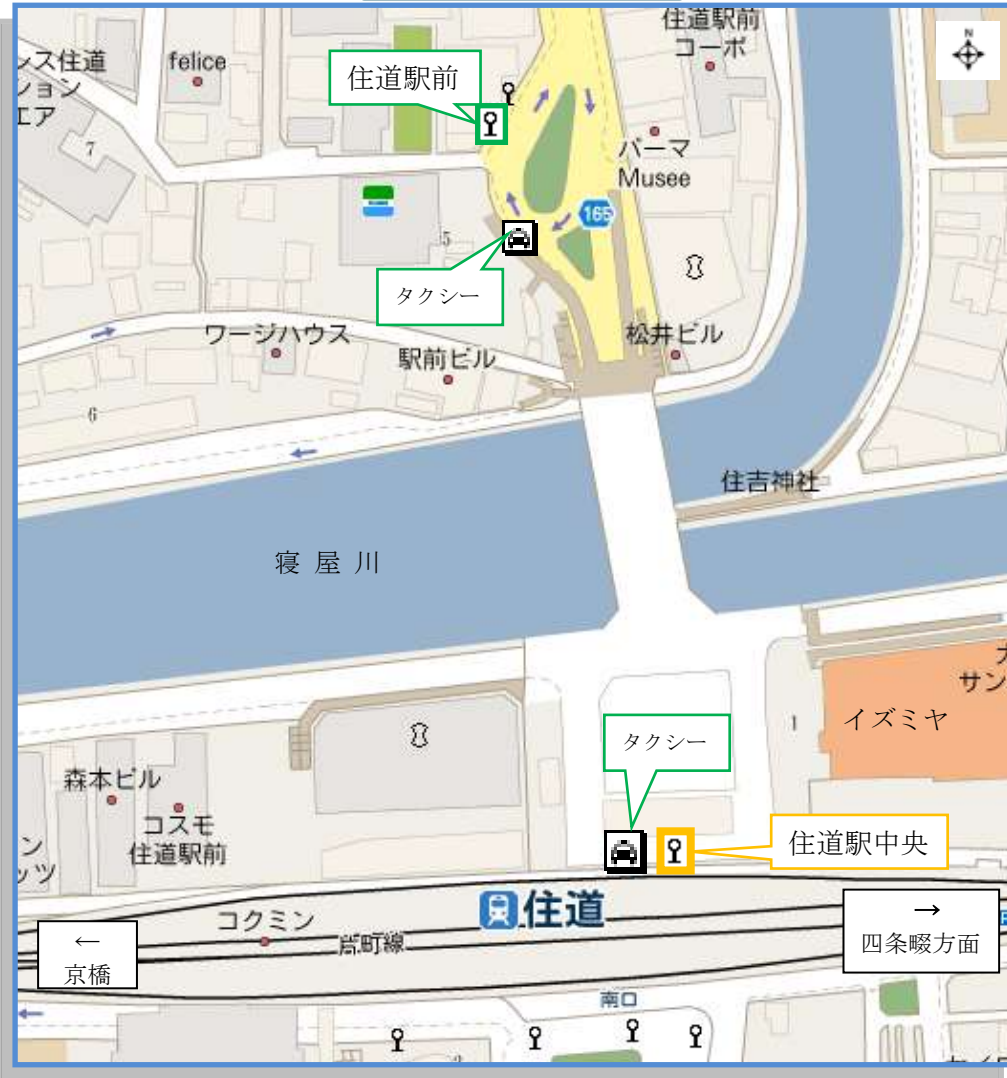 住道駅前
コーポ
N
ンス住道
ション
エア
felice
住道駅前
7
パーマ
Musee
165
5
タクシー
ワージハウス
駅前ビル
松井ビル
6
住吉神社
寝屋川
サン
イズミヤ
1
タクシー
森本ビル
コスモ
住道駅前
ン
ッツ
住道駅中央
住道
コクミン
片町線
←
京橋
→
四条畷方面
南口